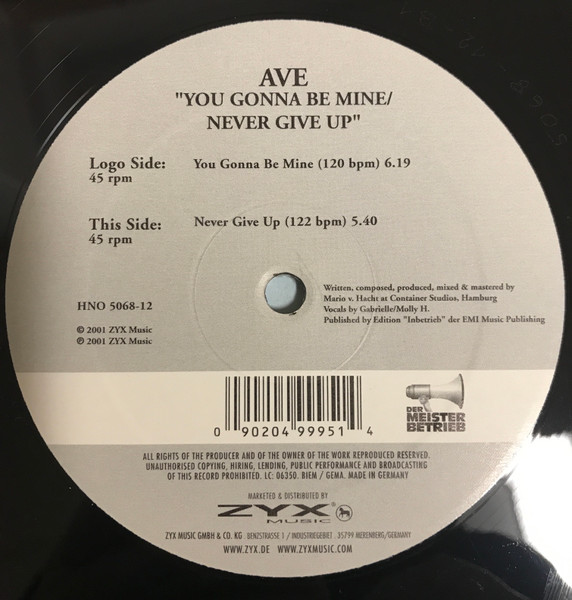 AVE
"YOU GONNA BE MINE/
NEVER GIVE UP"
Logo Side: You Gonna Be Mine (120 bpm) 6.19
45 rpm
This Side: Never Give Up (122 bpm) 5.40
45 rpm
Written, composed, produced, mixed & mastered by
Mario v. Hacht at Container Studios, Hamburg
Vocals by Gabrielle/Molly H.
Published by Edition "Inbetrieb" der EMI Music Publishing
HNO 5068-12
© 2001 ZYX Music
℗ 2001 ZYX Music
0 90204 99951 4
DER
MEISTER
BETRIEB
ALL RIGHTS OF THE PRODUCER AND OF THE OWNER OF THE WORK REPRODUCED RESERVED.
UNAUTHORISED COPYING, HIRING, LENDING, PUBLIC PERFORMANCE AND BROADCASTING
OF THIS RECORD PROHIBITED. LC: 06350. BIEM / GEMA. MADE IN GERMANY
MARKETED & DISTRIBUTED BY
ZYX®
MUSIC
ZYX MUSIC GMBH & CO. KG BENZSTRASSE 1 / INDUSTRIEGEBIET . 35799 MERENBERG/GERMANY
WWW.ZYX.DE WWW.ZYXMUSIC.COM